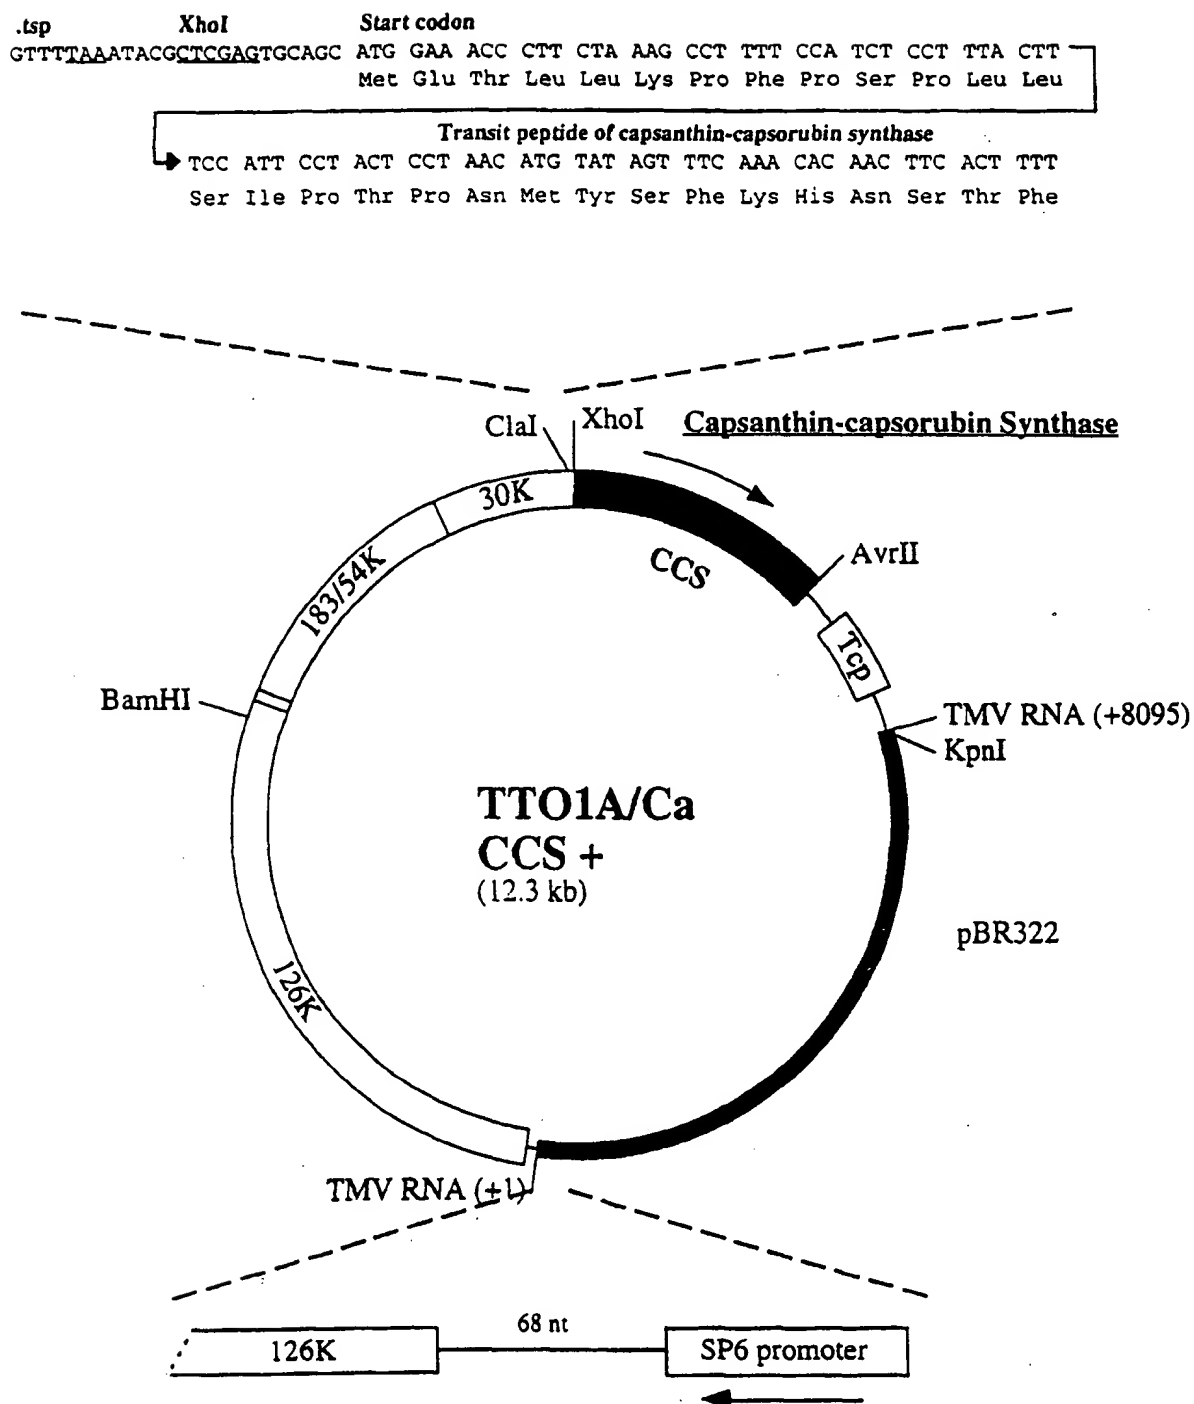 .tsp XhoI Start codon
GTTTTAAATACGCTCGAGTGCAGC ATG GAA ACC CTT CTA AAG CCT TTT CCA TCT CCT TTA CTT
Met Glu Thr Leu Leu Lys Pro Phe Pro Ser Pro Leu Leu
Transit peptide of capsanthin-capsorubin synthase
TCC ATT CCT ACT CCT AAC ATG TAT AGT TTC AAA CAC AAC TTC ACT TTT
Ser Ile Pro Thr Pro Asn Met Tyr Ser Phe Lys His Asn Ser Thr Phe
ClaI XhoI Capsanthin-capsorubin Synthase
30K
CCS
AvrII
183/54K
Tcp
BamHI
TMV RNA (+8095)
KpnI
TTO1A/Ca
CCS +
(12.3 kb)
pBR322
126K
TMV RNA (+1)
68 nt
126K SP6 promoter